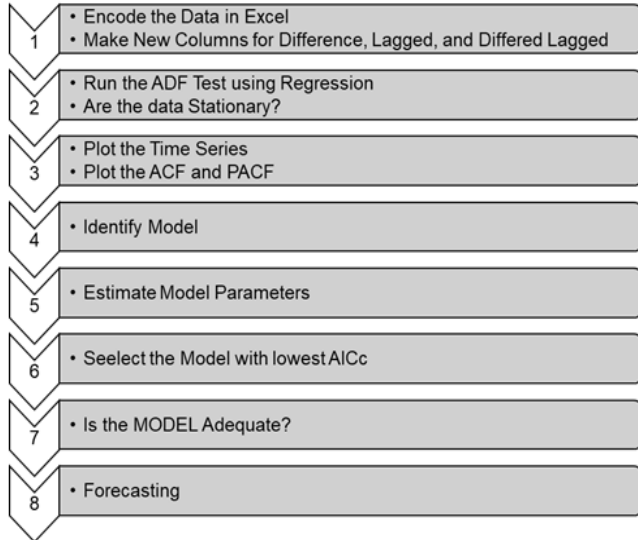 1
• Encode the Data in Excel
• Make New Columns for Difference, Lagged, and Differed Lagged
2
• Run the ADF Test using Regression
• Are the data Stationary?
3
• Plot the Time Series
• Plot the ACF and PACF
4
• Identify Model
5
• Estimate Model Parameters
6
• Seelect the Model with lowest AICc
7
• Is the MODEL Adequate?
8
• Forecasting